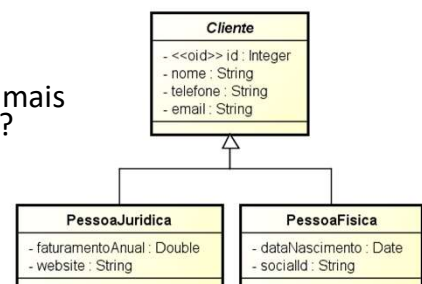 Cliente
- <<oid>> id : Integer
- nome : String
- telefone : String
- email : String
mais
?
PessoaJuridica
- faturamentoAnual : Double
- website : String
PessoaFisica
- dataNascimento : Date
- socialId : String